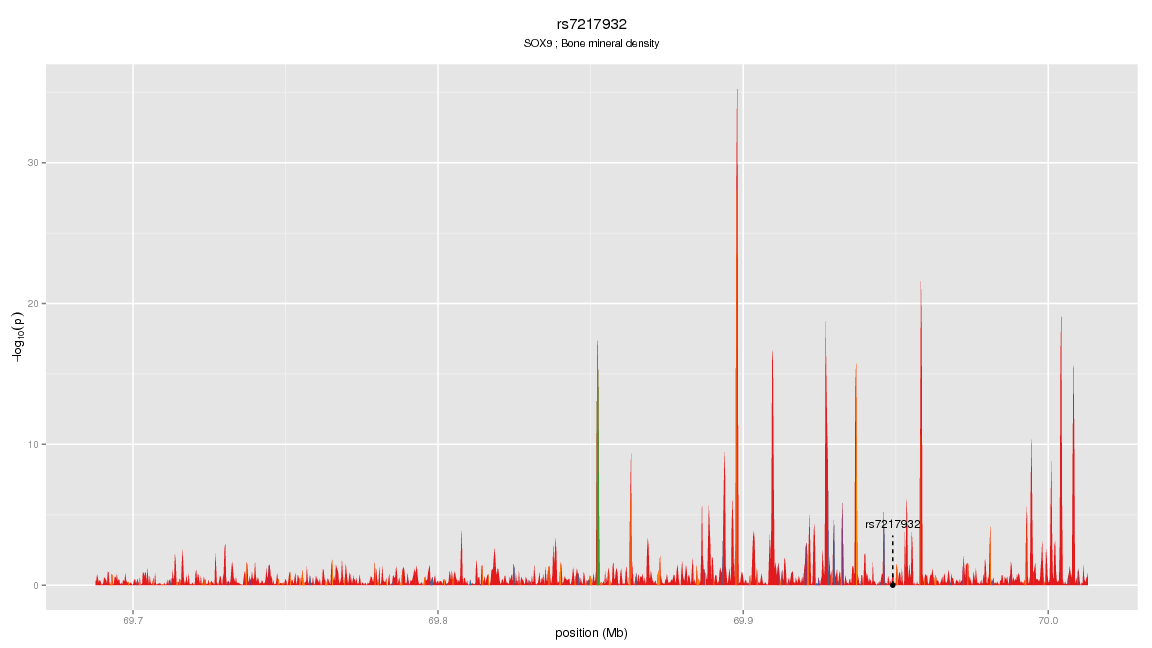 rs7217932
SOX9 ; Bone mineral density
30
20
10
0
−log10(p)
rs7217932
69.7
69.8
69.9
70.0
position (Mb)